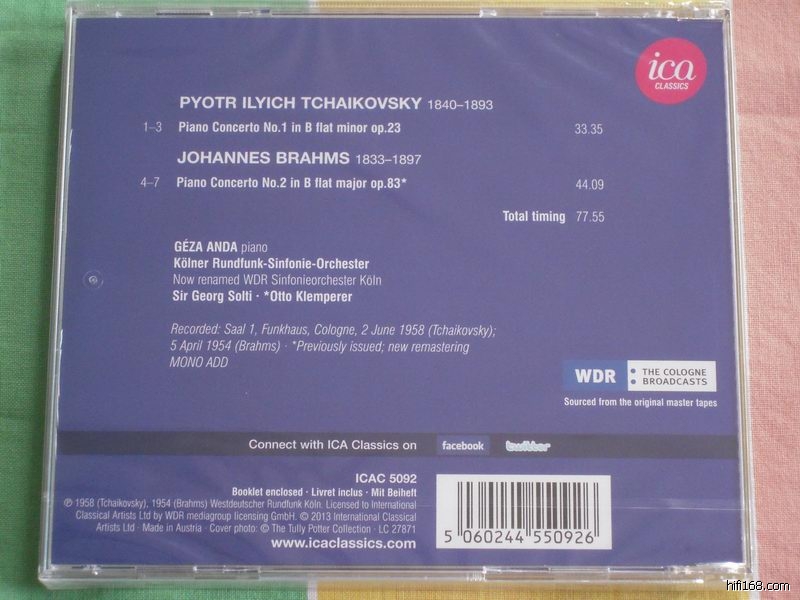 ica
CLASSICS
PYOTR ILYICH TCHAIKOVSKY 1840–1893
1–3 Piano Concerto No.1 in B flat minor op.23 33.35
JOHANNES BRAHMS 1833–1897
4–7 Piano Concerto No.2 in B flat major op.83* 44.09
Total timing 77.55
GÉZA ANDA piano
Kölner Rundfunk-Sinfonie-Orchester
Now renamed WDR Sinfonieorchester Köln
Sir Georg Solti · *Otto Klemperer
Recorded: Saal 1, Funkhaus, Cologne, 2 June 1958 (Tchaikovsky);
5 April 1954 (Brahms) · *Previously issued; new remastering
MONO ADD
WDR THE COLOGNE
BROADCASTS
Sourced from the original master tapes
Connect with ICA Classics on facebook twitter
ICAC 5092
Booklet enclosed · Livret inclus · Mit Beiheft
℗ 1958 (Tchaikovsky), 1954 (Brahms) Westdeutscher Rundfunk Köln. Licensed to International
Classical Artists Ltd by WDR mediagroup licensing GmbH. © 2013 International Classical
Artists Ltd · Made in Austria · Cover photo: © The Tully Potter Collection · LC 27871
www.icaclassics.com
5 060244 550926
hifi168.com